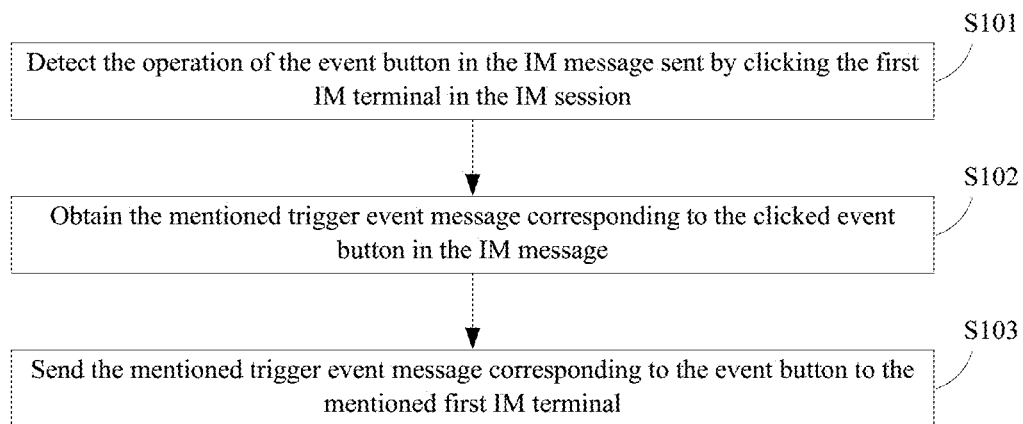 S101
Detect the operation of the event button in the IM message sent by clicking the first
IM terminal in the IM session
S102
Obtain the mentioned trigger event message corresponding to the clicked event
button in the IM message
S103
Send the mentioned trigger event message corresponding to the event button to the
mentioned first IM terminal